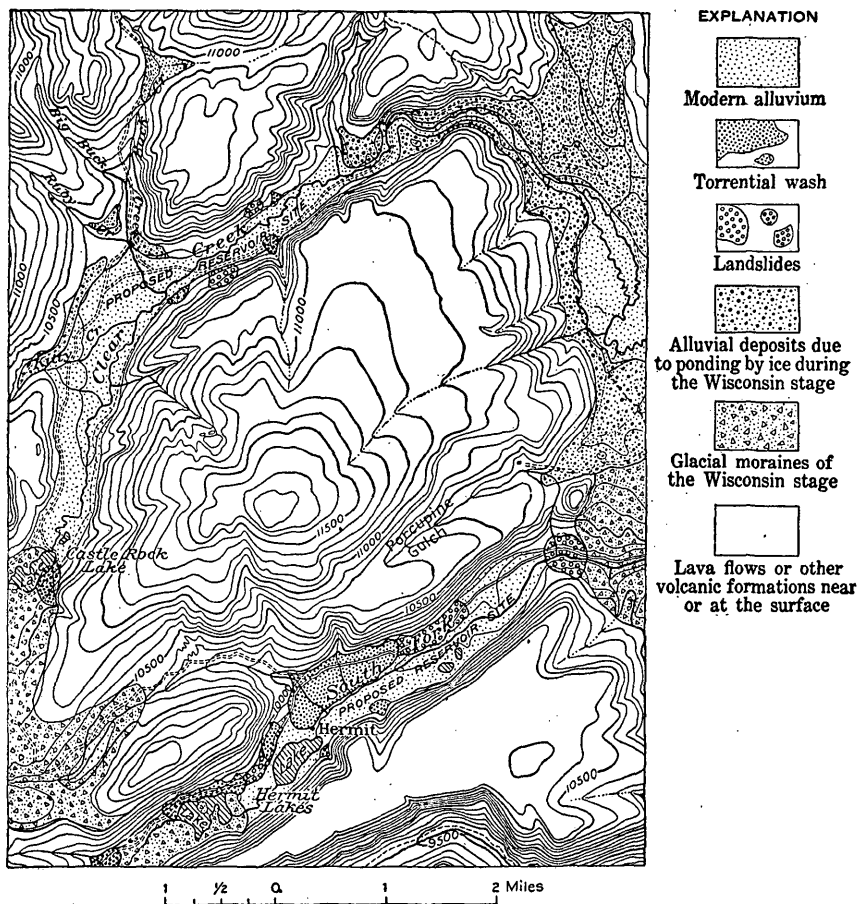 EXPLANATION
Modern alluvium
Torrential wash
Landslides
Alluvial deposits due
to ponding by ice during
the Wisconsin stage
Glacial moraines of
the Wisconsin stage
Lava flows or other
volcanic formations near
or at the surface
11000
11000
Big Buck
Ruby
Creek
PROPOSED RESERVOIR SITE
11000
10500
11000
Clear
Castle Rock
Lake
11500
11000
Porcupine
Gulch
10500
10500
South Fork
PROPOSED RESERVOIR SITE
Hermit
Hermit
Lakes
10500
9500
1 ½ 0 1 2 Miles